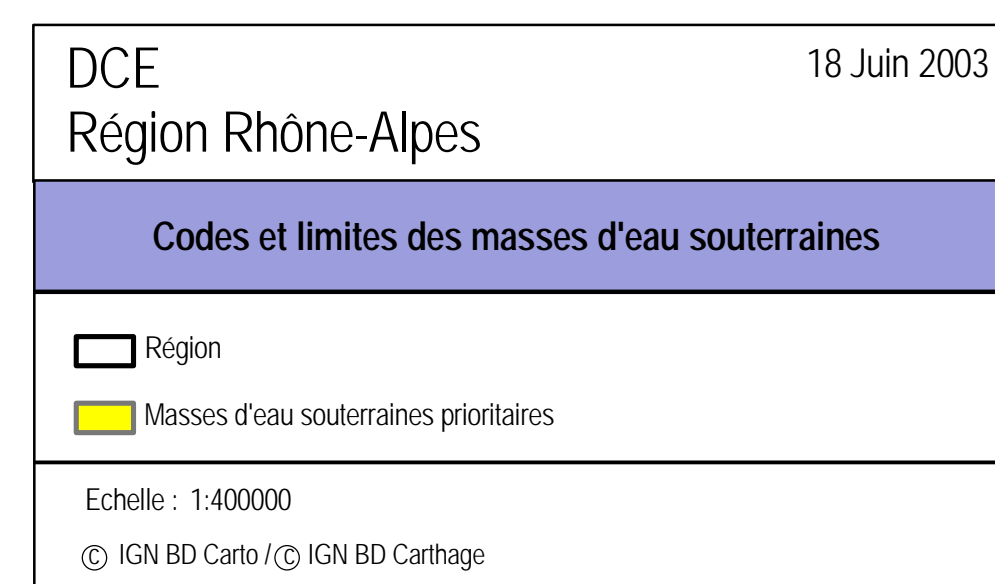 DCE
18 Juin 2003
Région Rhône-Alpes
Codes et limites des masses d'eau souterraines
Région
Masses d'eau souterraines prioritaires
Echelle : 1:400000
© IGN BD Carto / © IGN BD Carthage